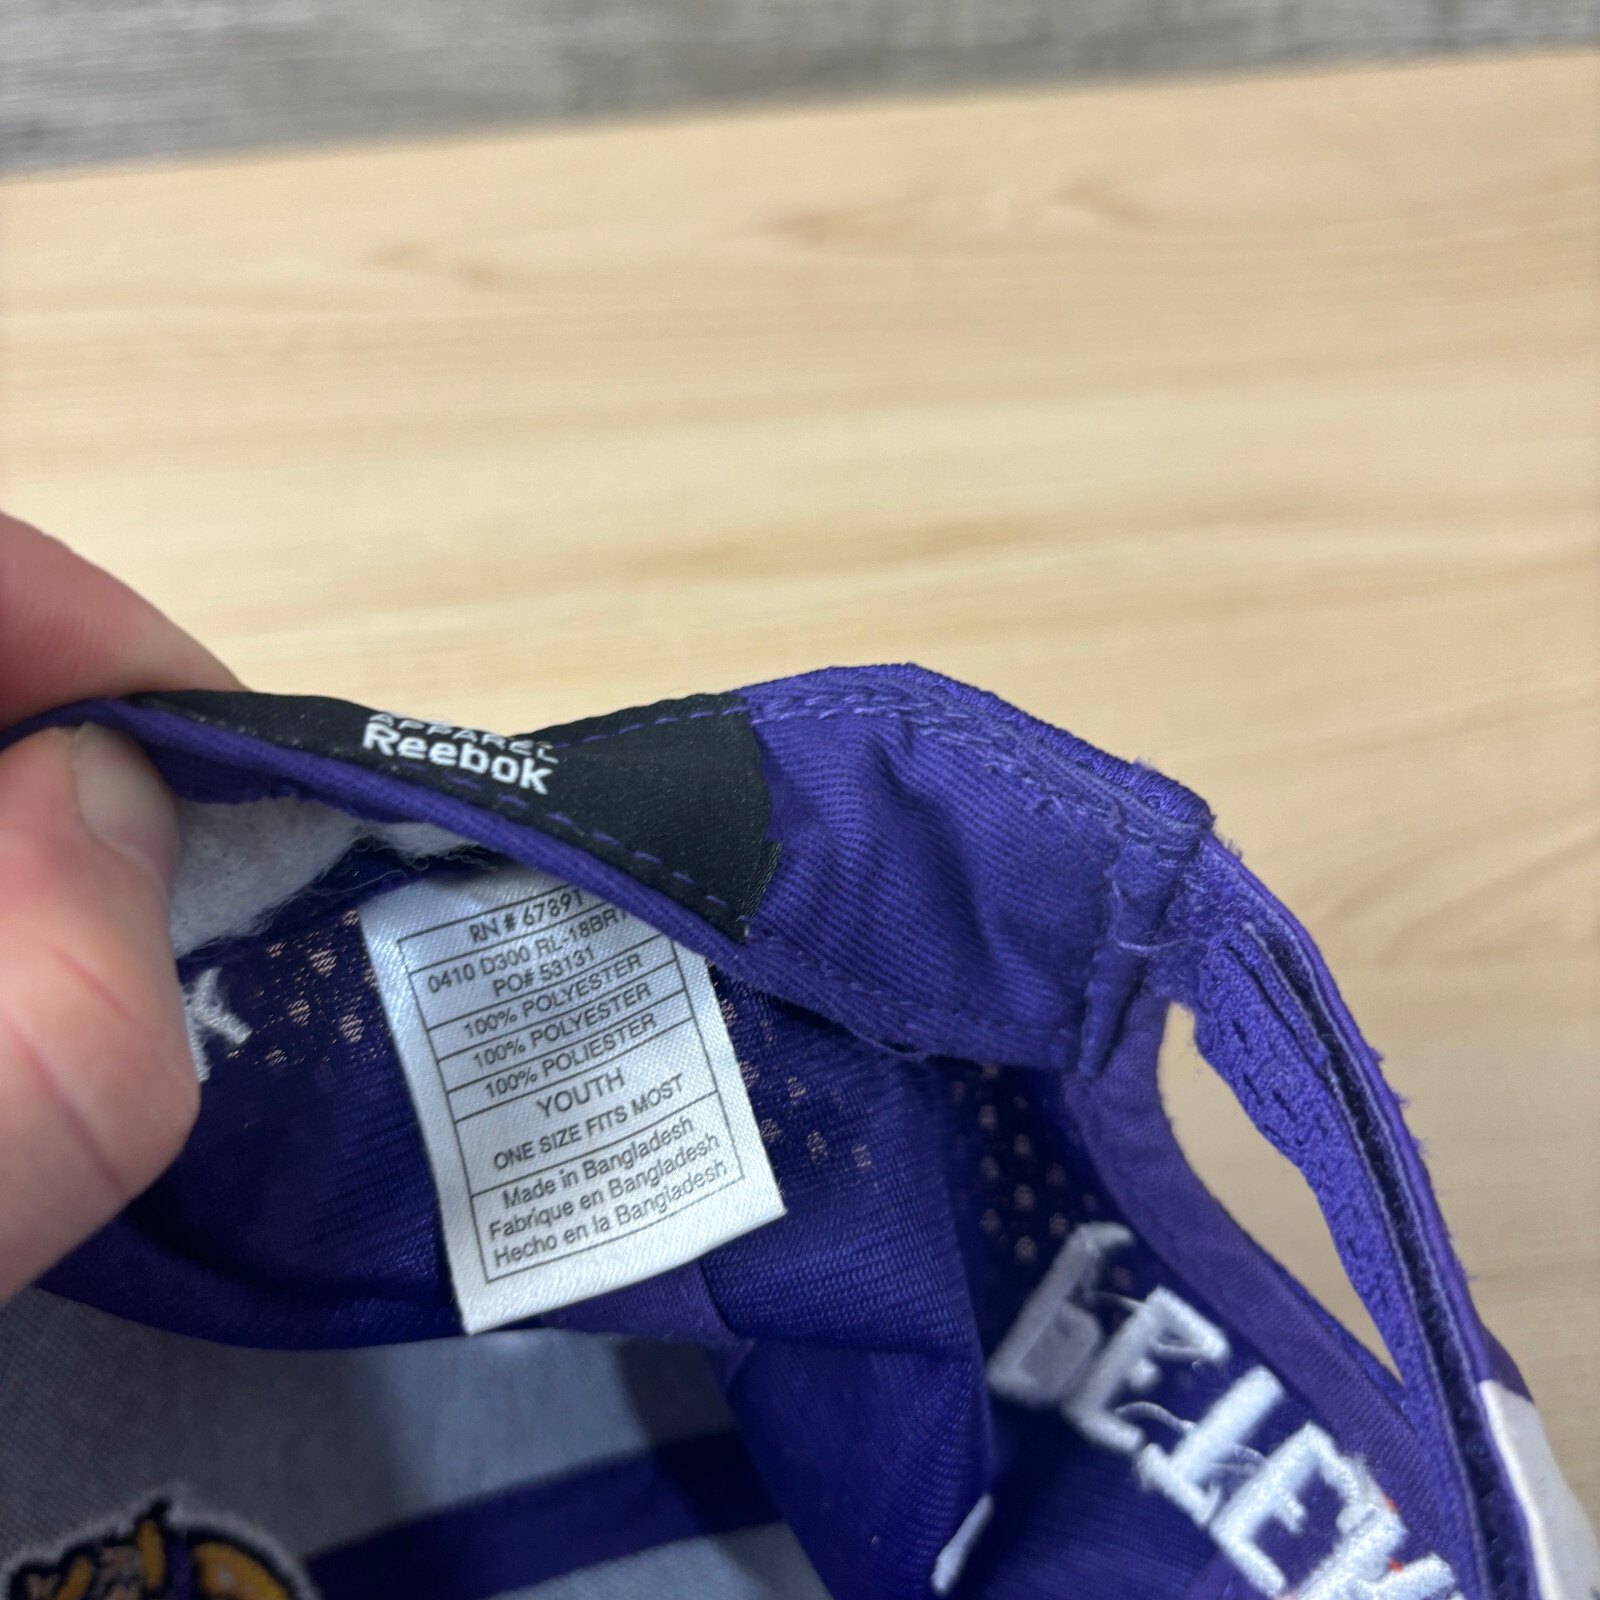 APPAREL
Reebok
RN # 67891
0410 D300 RL-18BRT
PO# 53131
100% POLYESTER
100% POLYESTER
100% POLIESTER
YOUTH
ONE SIZE FITS MOST
Made in Bangladesh
Fabrique en Bangladesh
Hecho en la Bangladesh